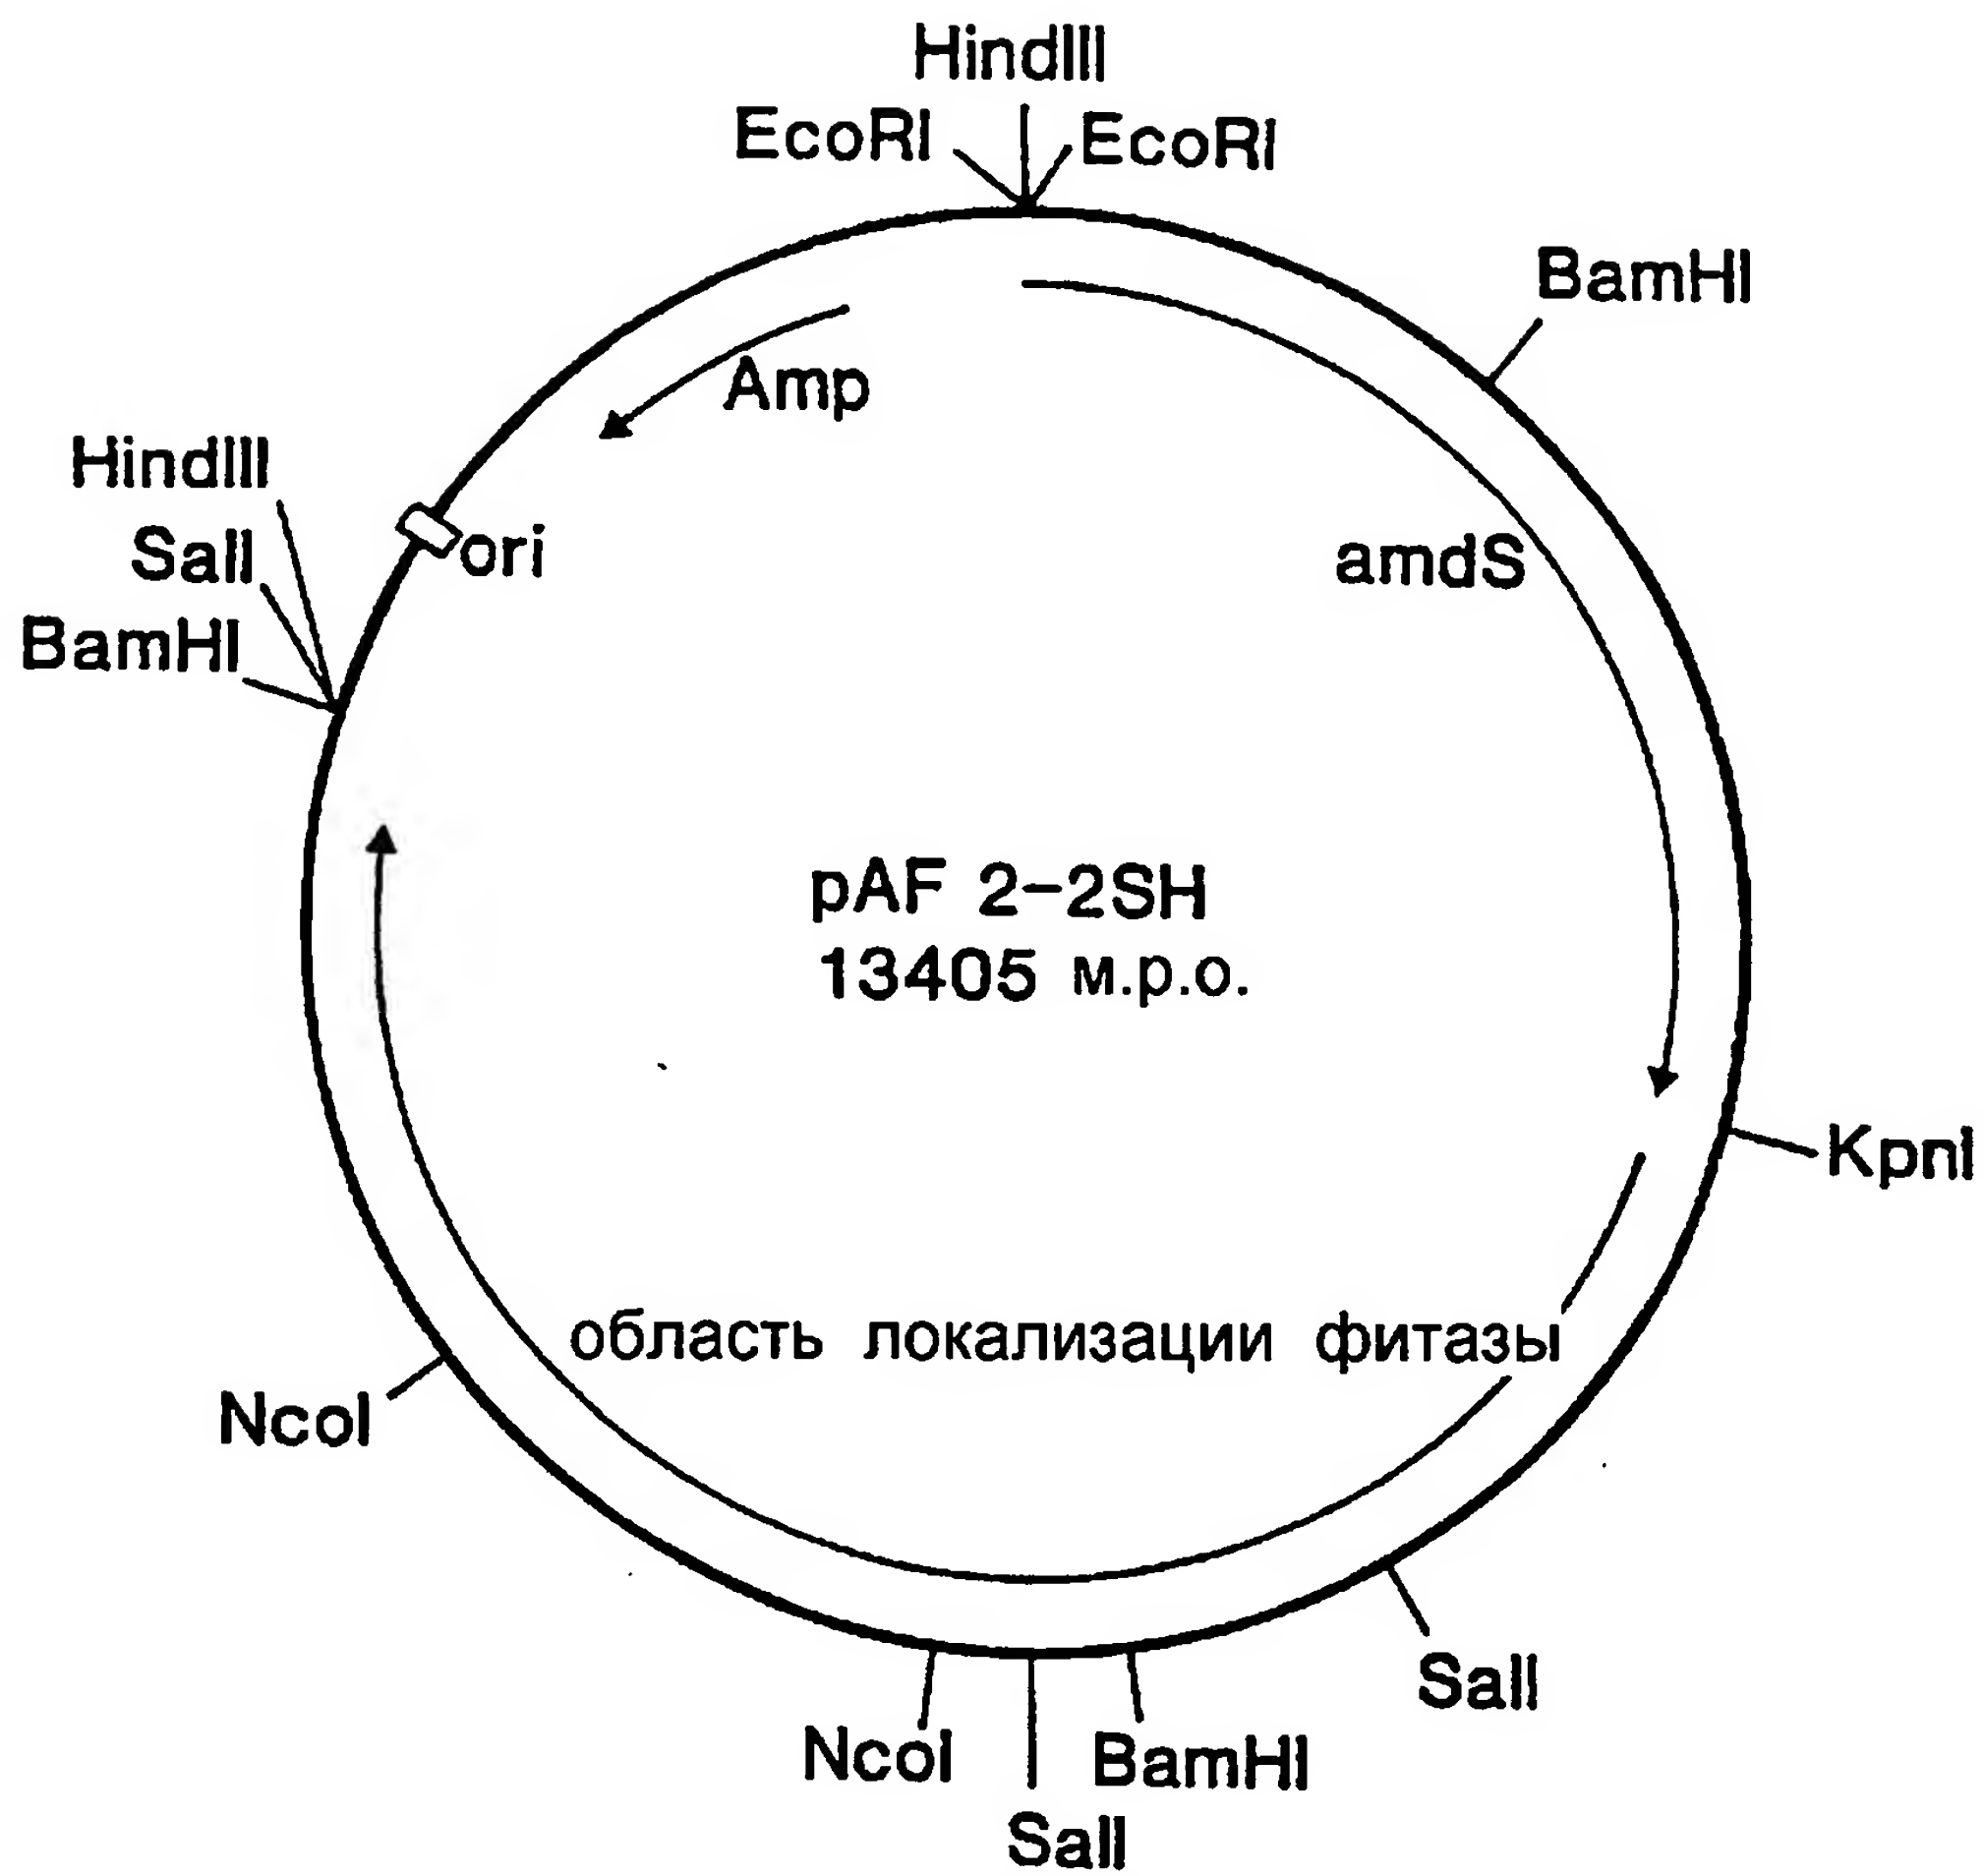 HindIII
EcoRI EcoRI
BamHI
Amp
HindIII
SalI
ori
amdS
BamHI
pAF 2-2SH
13405 м.р.о.
KpnI
область локализации фитазы
NcoI
SalI
NcoI
BamHI
SalI